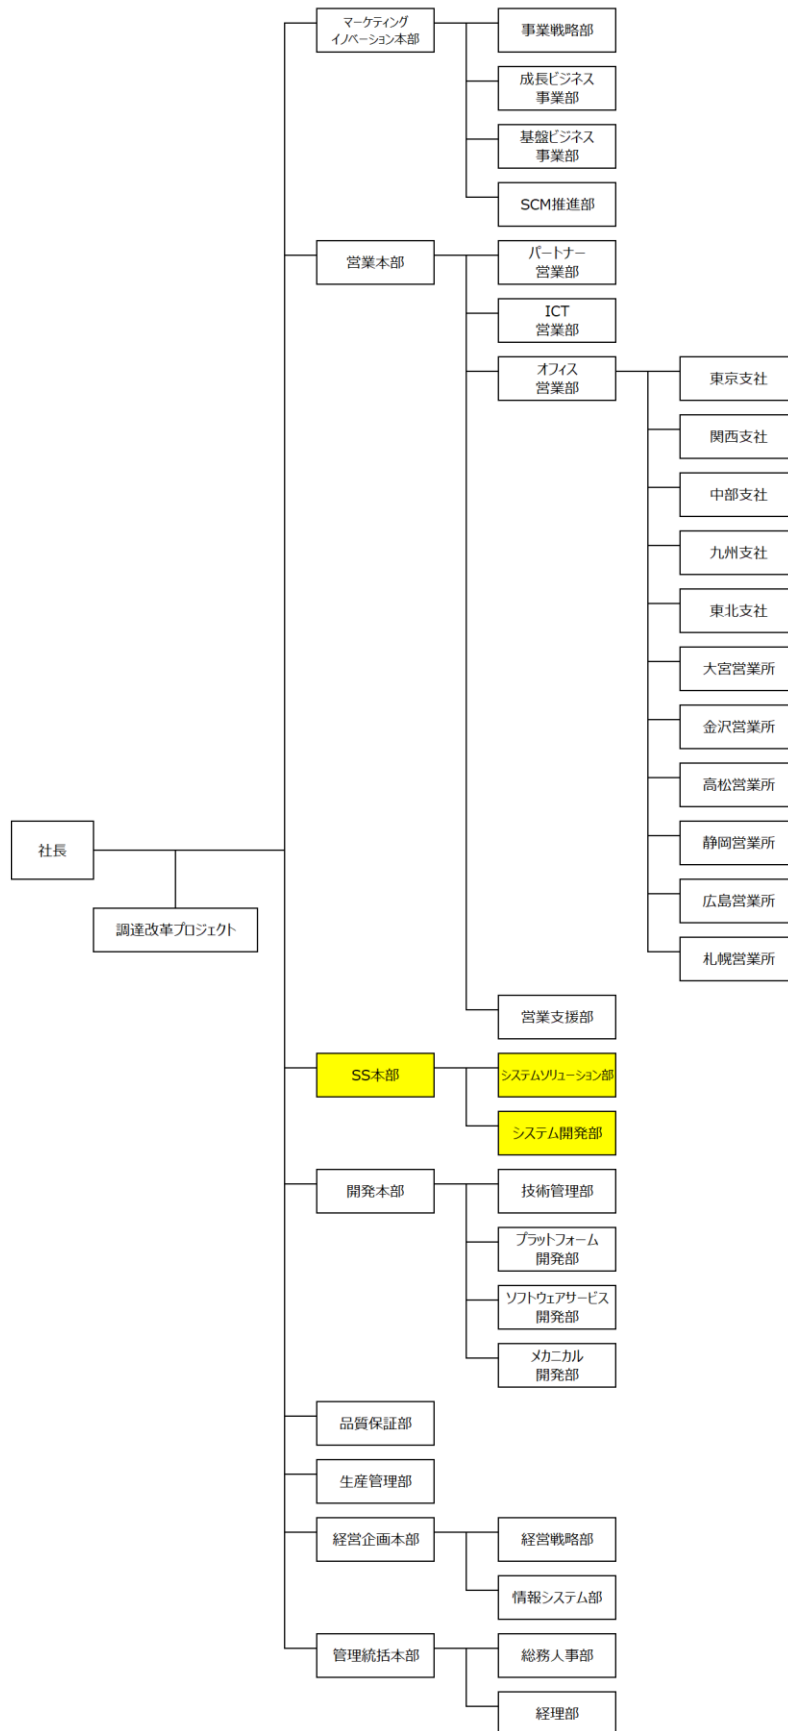 マーケティング
イノベーション本部
事業戦略部
成長ビジネス
事業部
基盤ビジネス
事業部
SCM推進部
営業本部
パートナー
営業部
ICT
営業部
オフィス
営業部
東京支社
関西支社
中部支社
九州支社
東北支社
大宮営業所
金沢営業所
高松営業所
静岡営業所
広島営業所
札幌営業所
社長
調達改革プロジェクト
営業支援部
SS本部
システムソリューション部
システム開発部
開発本部
技術管理部
プラットフォーム
開発部
ソフトウェアサービス
開発部
メカニカル
開発部
品質保証部
生産管理部
経営企画本部
経営戦略部
情報システム部
管理統括本部
総務人事部
経理部